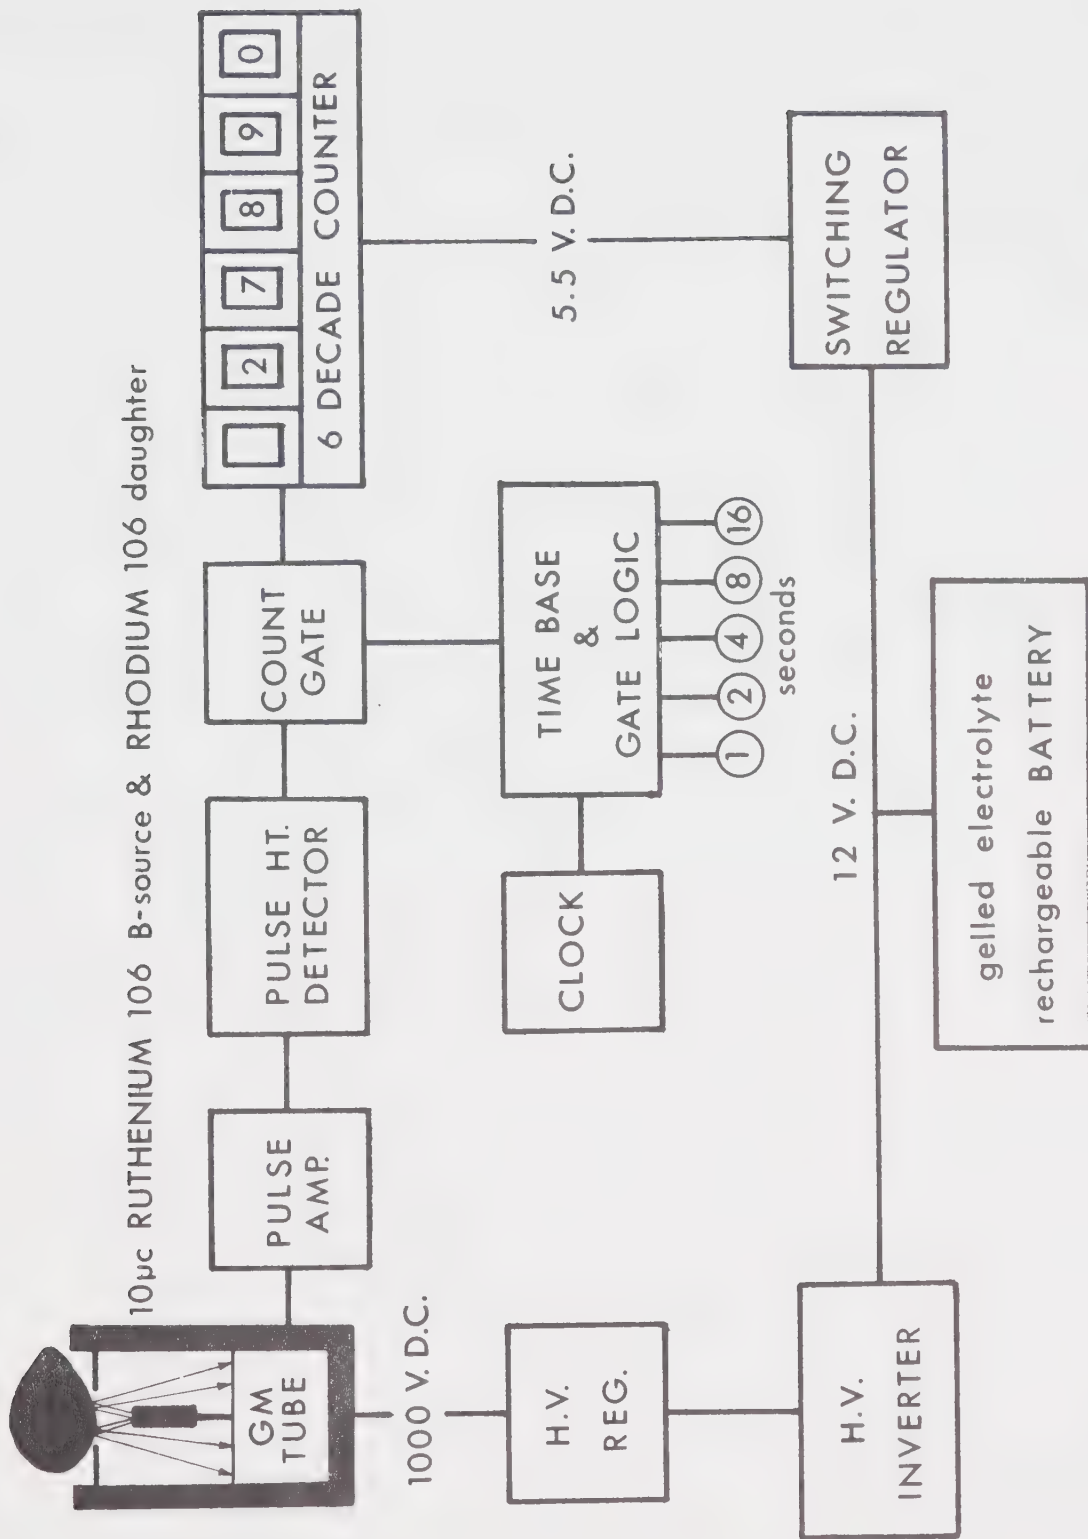 10µc RUTHENIUM 106 B-source & RHODIUM 106 daughter
GM
TUBE
PULSE
AMP.
PULSE HT.
DETECTOR
COUNT
GATE
2 7 8 9 0
6 DECADE COUNTER
1000 V.D.C.
H.V.
REG.
CLOCK
TIME BASE
&
GATE LOGIC
1 2 4 8 16
seconds
5.5 V.D.C.
H.V.
INVERTER
12 V.D.C.
SWITCHING
REGULATOR
gelled electrolyte
rechargeable BATTERY